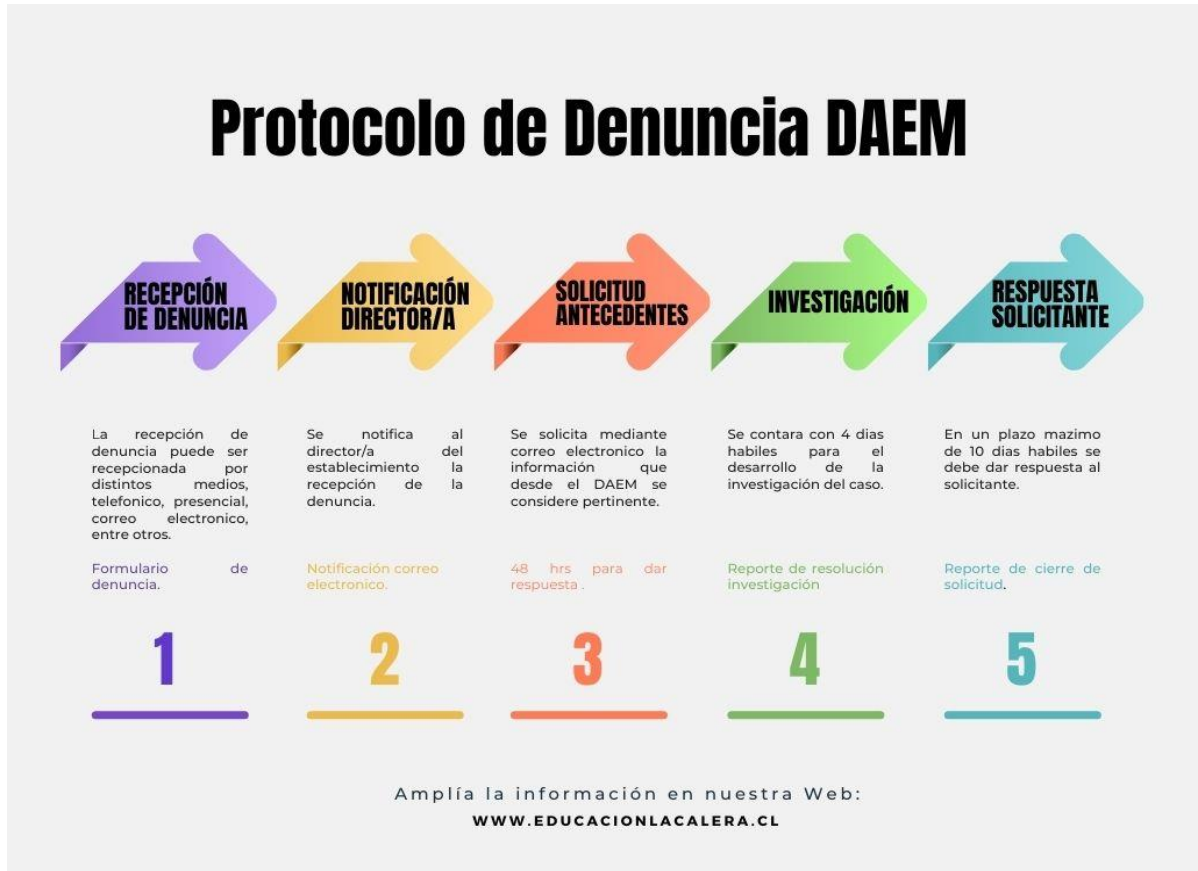 Protocolo de Denuncia DAEM
RECEPCIÓN
DE DENUNCIA
NOTIFICACIÓN
DIRECTOR/A
SOLICITUD
ANTECEDENTES
INVESTIGACIÓN
RESPUESTA
SOLICITANTE
La recepción de
denuncia puede ser
recepcionada por
distintos medios,
telefonico, presencial,
correo electronico,
entre otros.
Formulario de
denuncia.
1
Se notifica al
director/a del
establecimiento la
recepción de la
denuncia.
Notificación correo
electronico.
2
Se solicita mediante
correo electronico la
información que
desde el DAEM se
considere pertinente.
48 hrs para dar
respuesta .
3
Se contara con 4 dias
habiles para el
desarrollo de la
investigación del caso.
Reporte de resolución
investigación
4
En un plazo mazimo
de 10 dias habiles se
debe dar respuesta al
solicitante.
Reporte de cierre de
solicitud.
5
Amplía la información en nuestra Web:
WWW.EDUCACIONLACALERA.CL